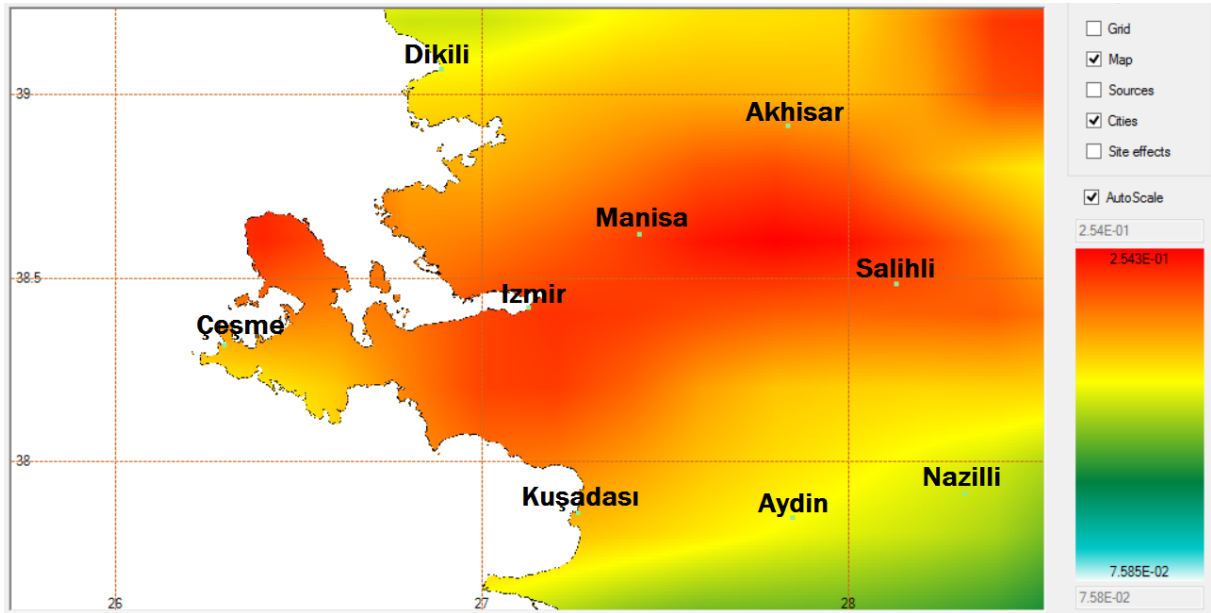 Dikili
39
Akhisar
Manisa
38.5
Salihli
Izmir
Çeşme
38
Nazilli
Kuşadası
Aydin
26
27
28
Grid
Map
Sources
Cities
Site effects
AutoScale
2.54E-01
2.543E-01
7.585E-02
7.58E-02